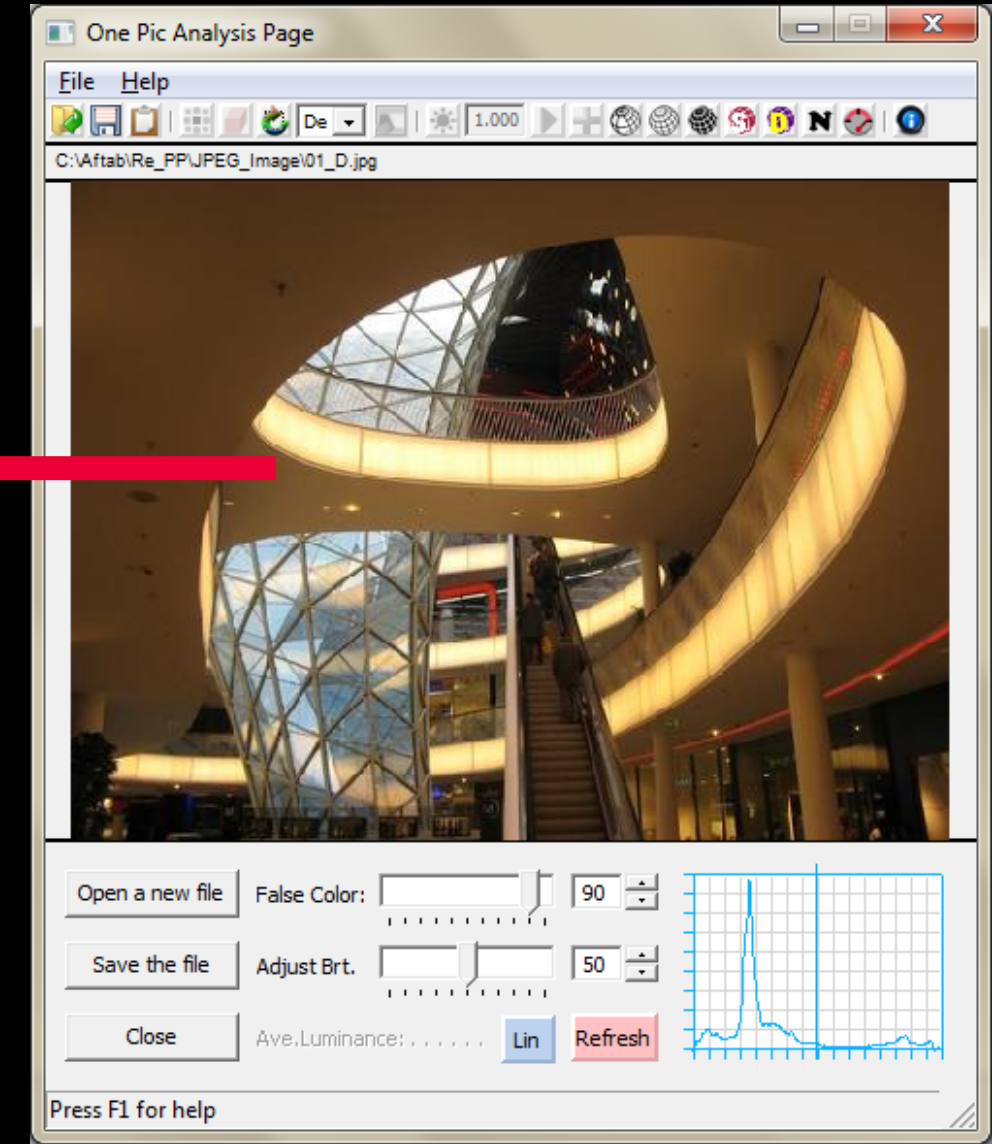 One Pic Analysis Page
File Help
De 1.000 N
C:\Aftab\Re_PP\JPEG_Image\01_D.jpg
Open a new file False Color: 90
Save the file Adjust Brt. 50
Close Ave.Luminance: . . . . . . Lin Refresh
Press F1 for help